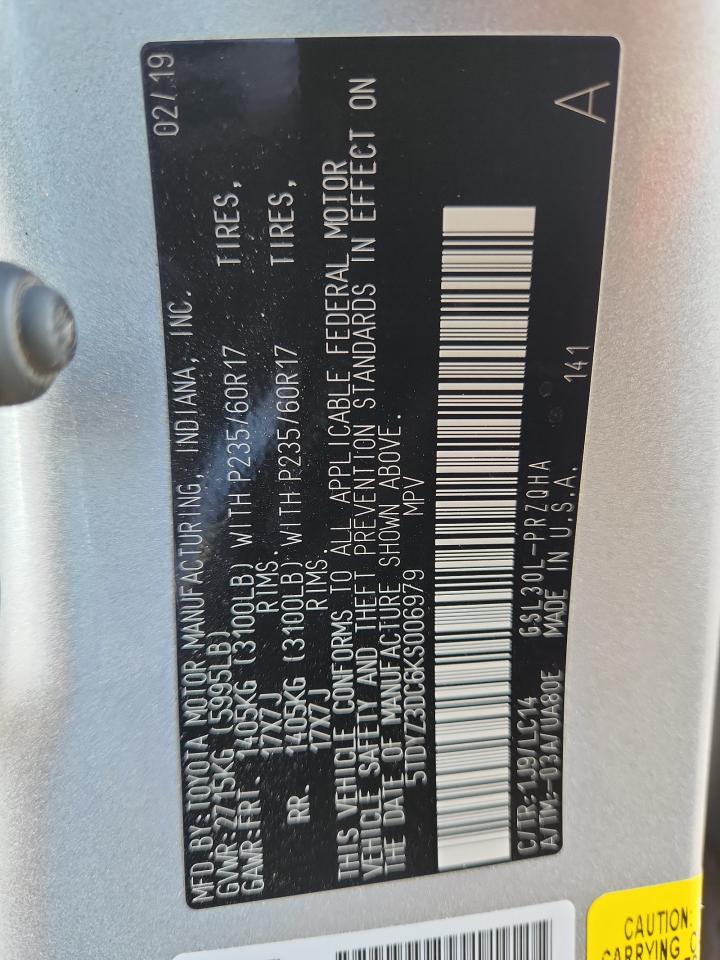 MFD BY:TOYOTA MOTOR MANUFACTURING, INDIANA, INC. 02/19
GVWR:2715KG (5995LB)
GAWR:FRT. 1405KG (3100LB) WITH P235/60R17 TIRES,
17X7J RIMS.
RR. 1405KG (3100LB) WITH P235/60R17 TIRES,
17X7J RIMS.
THIS VEHICLE CONFORMS TO ALL APPLICABLE FEDERAL MOTOR
VEHICLE SAFETY AND THEFT PREVENTION STANDARDS IN EFFECT ON
THE DATE OF MANUFACTURE SHOWN ABOVE.
5TDYZ3DC6KS006979 MPV
C/TR:1J9/LC14 GSL30L-PRZQHA 141 A
A/TM-03A/UA80E MADE IN U.S.A.
CAUTION:
CARRYING